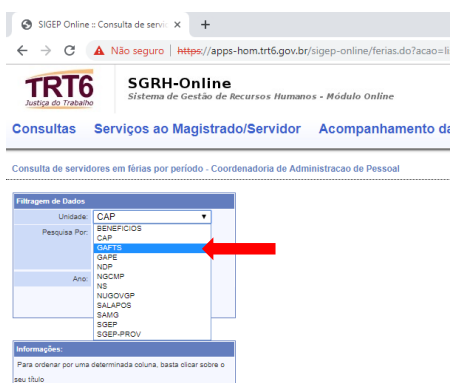 SIGEP Online :: Consulta de servic
Não seguro | https://apps-hom.trt6.gov.br/sigep-online/ferias.do?acao=li
TRT6
Justiça do Trabalho
SGRH-Online
Sistema de Gestão de Recursos Humanos - Módulo Online
Consultas Serviços ao Magistrado/Servidor Acompanhamento da
Consulta de servidores em férias por período - Coordenadoria de Administracao de Pessoal
Filtragem de Dados
Unidade: CAP
Pesquisa Por:
BENEFICIOS
CAP
GAFTS
GAPE
NDP
Ano:
NGCMP
NS
NUGOVGP
SALAPOS
SAMG
SGEP
SGEP-PROV
Informações:
Para ordenar por uma determinada coluna, basta clicar sobre o
seu título